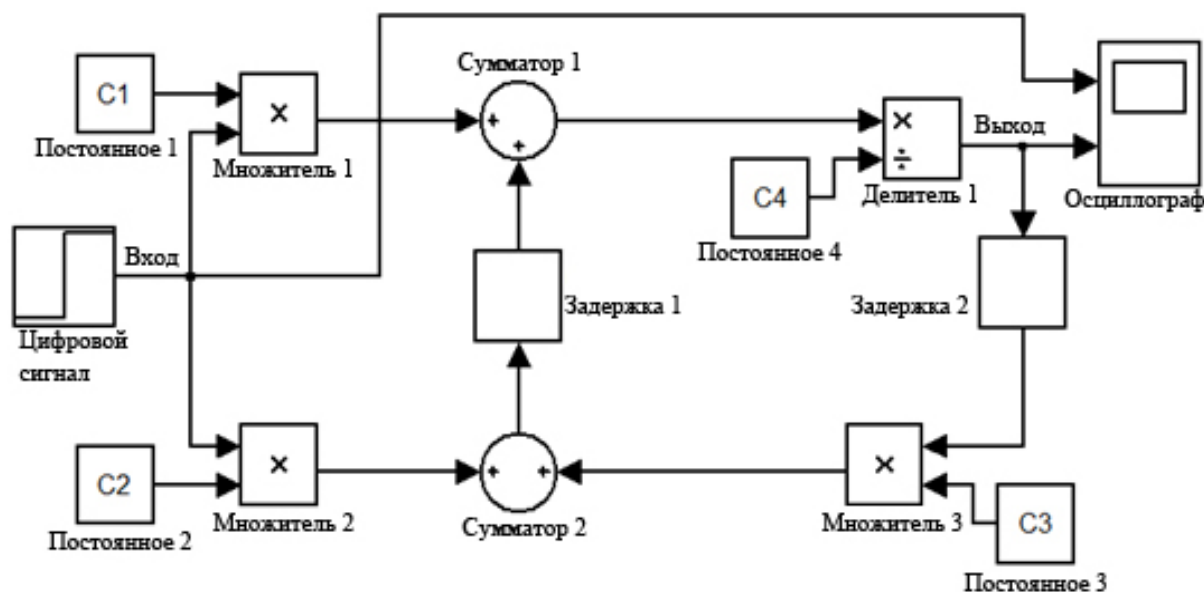 Сумматор 1
C1
×
Постоянное 1
Множитель 1
+
+
×
÷
Выход
Делитель 1
Осциллограф
C4
Постоянное 4
Вход
Цифровой
сигнал
Задержка 1
Задержка 2
C2
×
Постоянное 2
Множитель 2
+
+
Сумматор 2
×
Множитель 3
C3
Постоянное 3